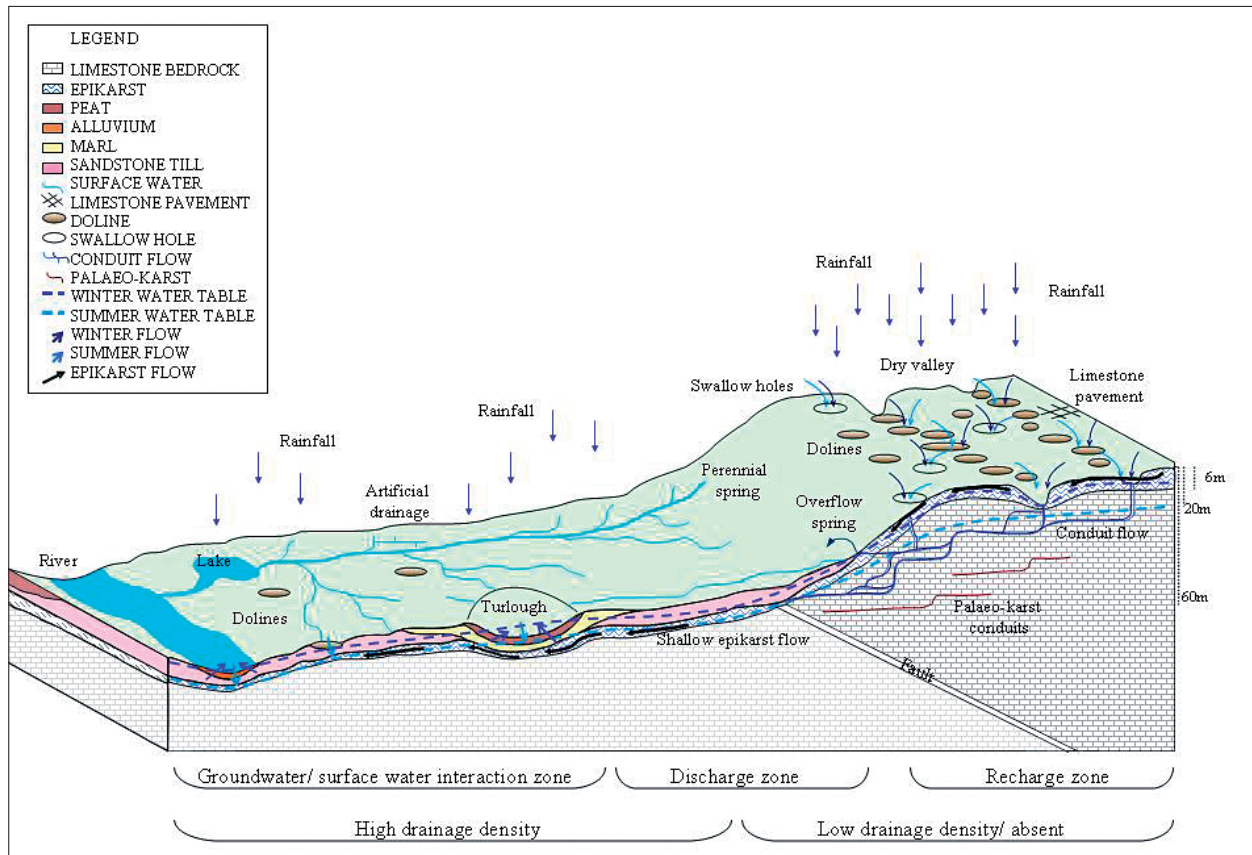 LEGEND
LIMESTONE BEDROCK
EPIKARST
PEAT
ALLUVIUM
MARL
SANDSTONE TILL
SURFACE WATER
LIMESTONE PAVEMENT
DOLINE
SWALLOW HOLE
CONDUIT FLOW
PALAEO-KARST
WINTER WATER TABLE
SUMMER WATER TABLE
WINTER FLOW
SUMMER FLOW
EPIKARST FLOW
Rainfall
Rainfall
Dry valley
Swallow holes
Limestone
pavement
Rainfall
Rainfall
Dolines
Perennial
spring
Artificial
drainage
Overflow
spring
6m
20m
Conduit flow
River
Lake
60m
Turlough
Dolines
Palaeo-karst
conduits
Shallow epikarst flow
Fault
Groundwater/ surface water interaction zone
Discharge zone
Recharge zone
High drainage density
Low drainage density/ absent